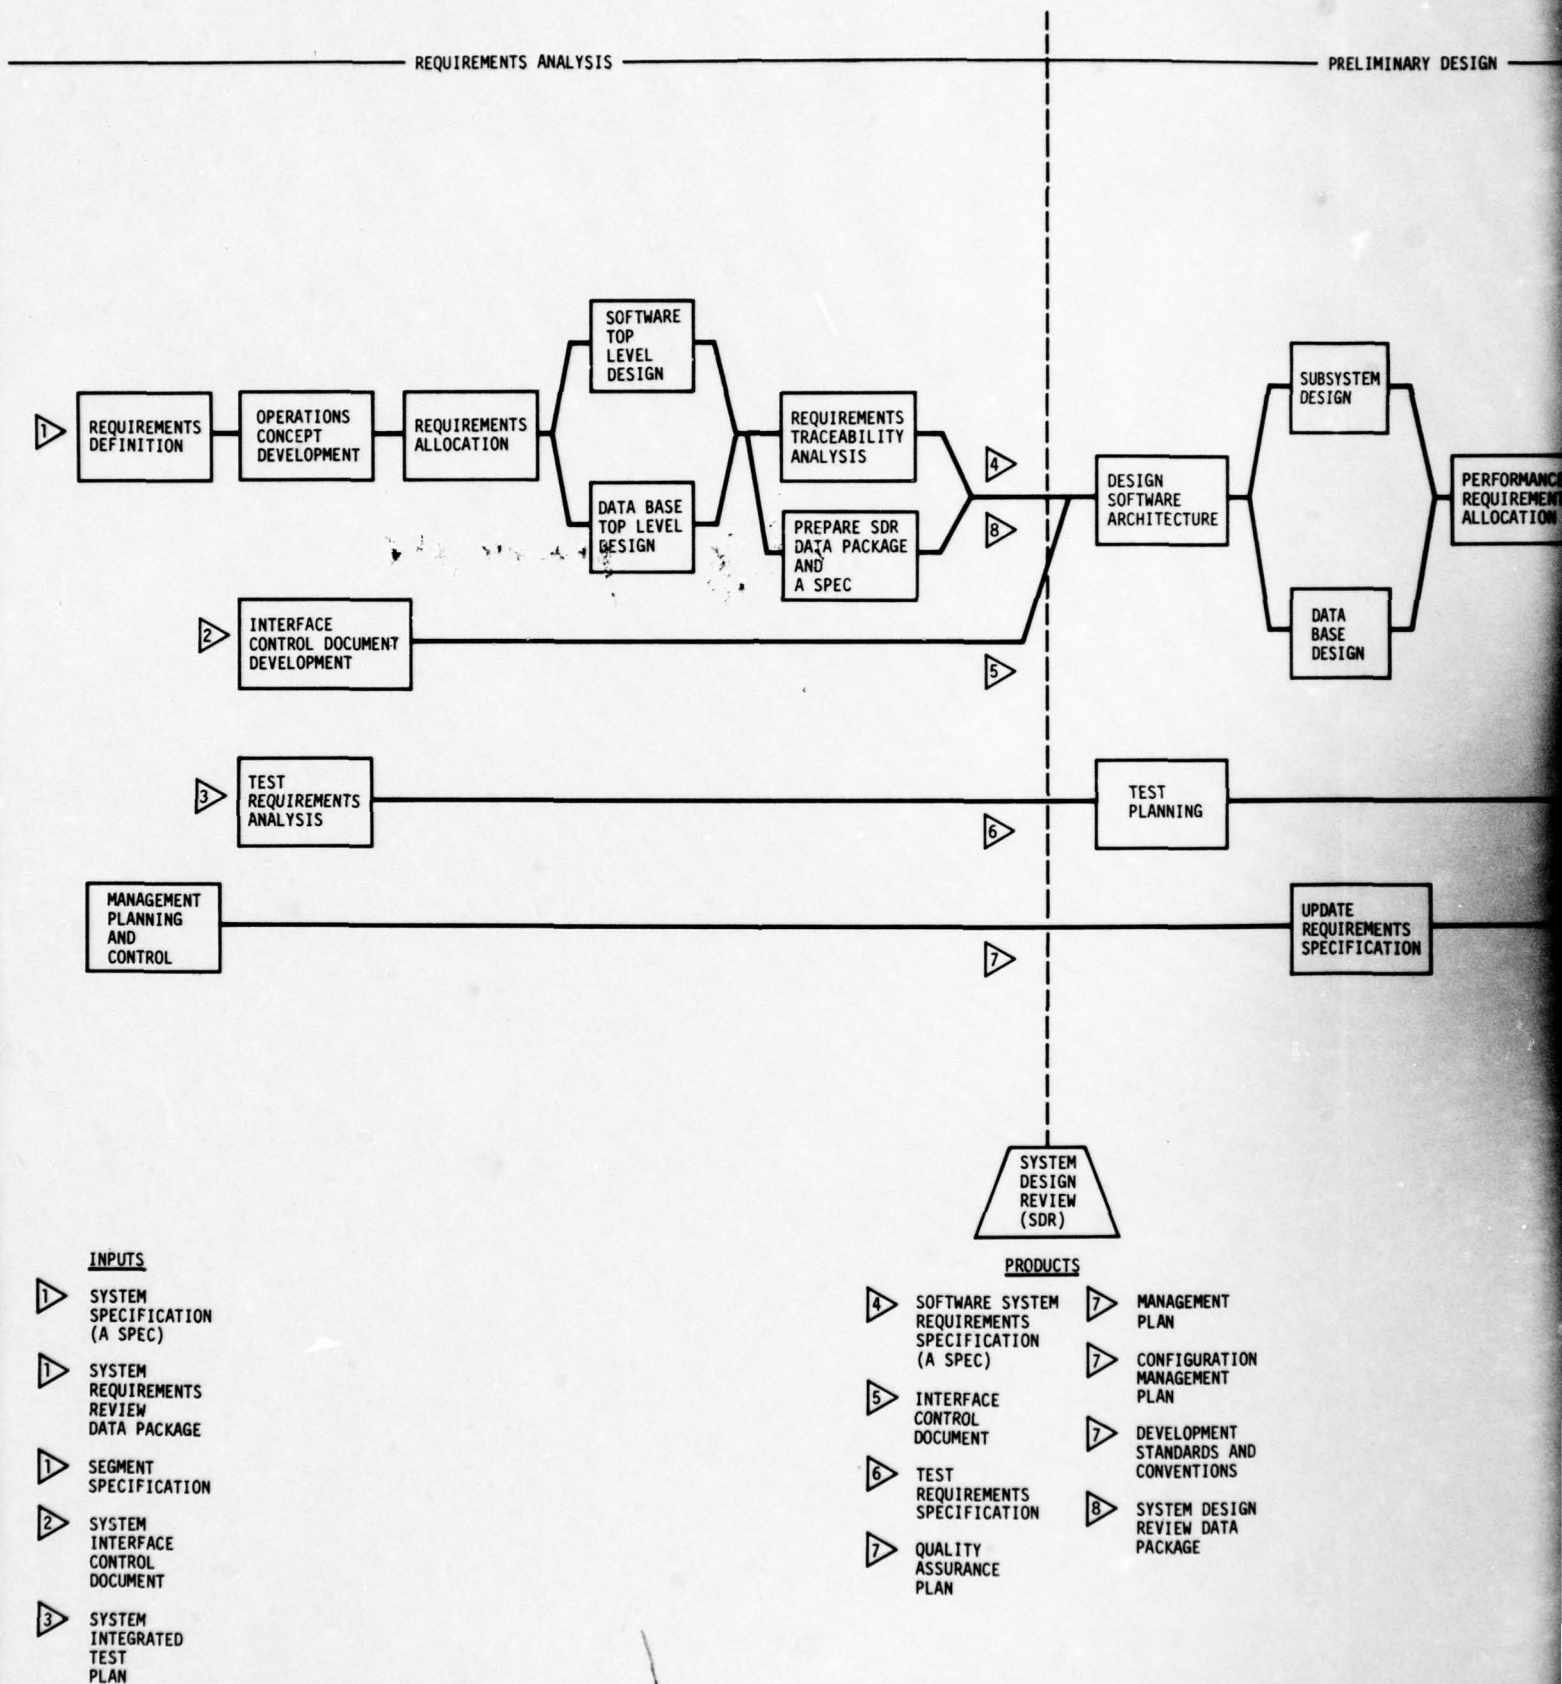 REQUIREMENTS ANALYSIS
PRELIMINARY DESIGN
SOFTWARE
TOP
LEVEL
DESIGN
SUBSYSTEM
DESIGN
1
REQUIREMENTS
DEFINITION
OPERATIONS
CONCEPT
DEVELOPMENT
REQUIREMENTS
ALLOCATION
REQUIREMENTS
TRACEABILITY
ANALYSIS
4
DATA BASE
TOP LEVEL
DESIGN
PREPARE SDR
DATA PACKAGE
AND
A SPEC
8
DESIGN
SOFTWARE
ARCHITECTURE
PERFORMANCE
REQUIREMENT
ALLOCATION
2
INTERFACE
CONTROL DOCUMENT
DEVELOPMENT
5
DATA
BASE
DESIGN
3
TEST
REQUIREMENTS
ANALYSIS
6
TEST
PLANNING
MANAGEMENT
PLANNING
AND
CONTROL
7
UPDATE
REQUIREMENTS
SPECIFICATION
SYSTEM
DESIGN
REVIEW
(SDR)
INPUTS
1 SYSTEM
SPECIFICATION
(A SPEC)
1 SYSTEM
REQUIREMENTS
REVIEW
DATA PACKAGE
1 SEGMENT
SPECIFICATION
2 SYSTEM
INTERFACE
CONTROL
DOCUMENT
3 SYSTEM
INTEGRATED
TEST
PLAN
PRODUCTS
4 SOFTWARE SYSTEM
REQUIREMENTS
SPECIFICATION
(A SPEC)
5 INTERFACE
CONTROL
DOCUMENT
6 TEST
REQUIREMENTS
SPECIFICATION
7 QUALITY
ASSURANCE
PLAN
7 MANAGEMENT
PLAN
7 CONFIGURATION
MANAGEMENT
PLAN
7 DEVELOPMENT
STANDARDS AND
CONVENTIONS
8 SYSTEM DESIGN
REVIEW DATA
PACKAGE